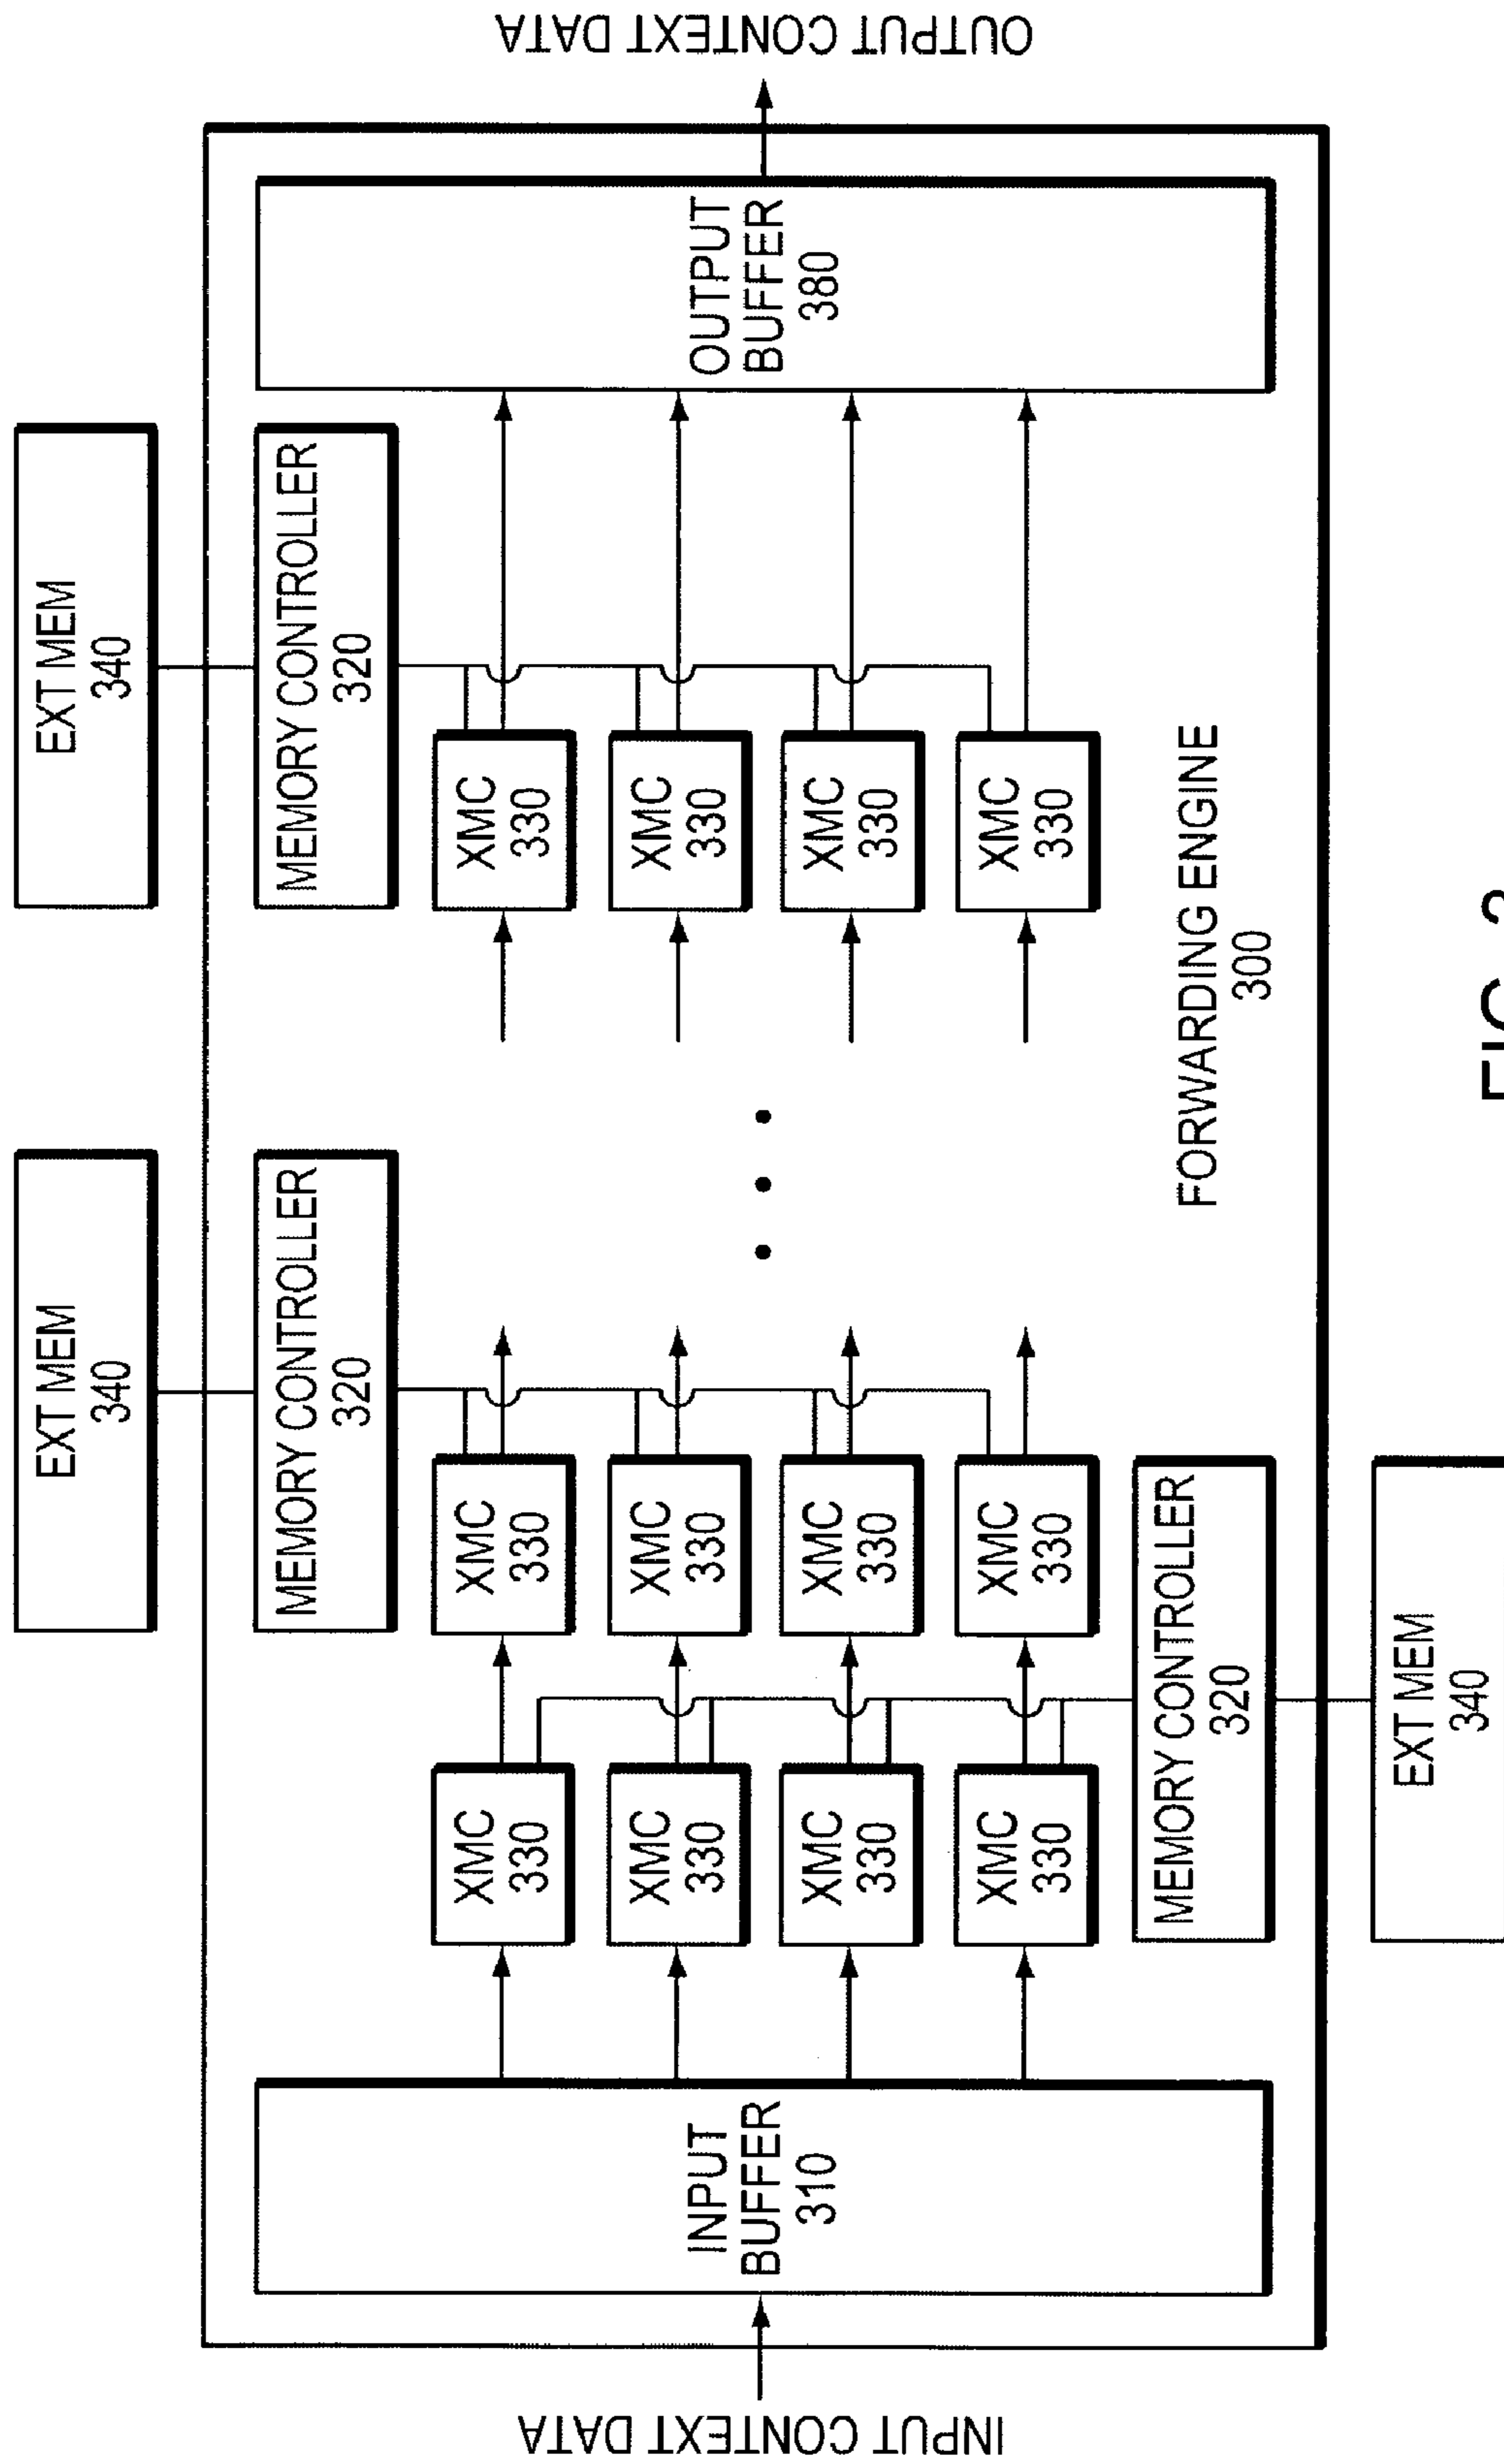 INPUT CONTEXT DATA
INPUT
BUFFER
310
EXT MEM
340
EXT MEM
340
MEMORY CONTROLLER
320
MEMORY CONTROLLER
320
XMC
330
XMC
330
XMC
330
XMC
330
XMC
330
XMC
330
XMC
330
XMC
330
XMC
330
XMC
330
XMC
330
XMC
330
MEMORY CONTROLLER
320
EXT MEM
340
OUTPUT
BUFFER
380
OUTPUT CONTEXT DATA
FORWARDING ENGINE
300